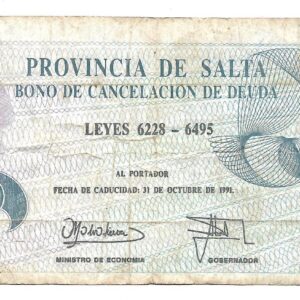 PROVINCIA DE SALTA
BONO DE CANCELACION DE DEUDA
LEYES 6228 - 6495
AL PORTADOR
FECHA DE CADUCIDAD: 31 DE OCTUBRE DE 1991.
MINISTRO DE ECONOMIA
GOBERNADOR